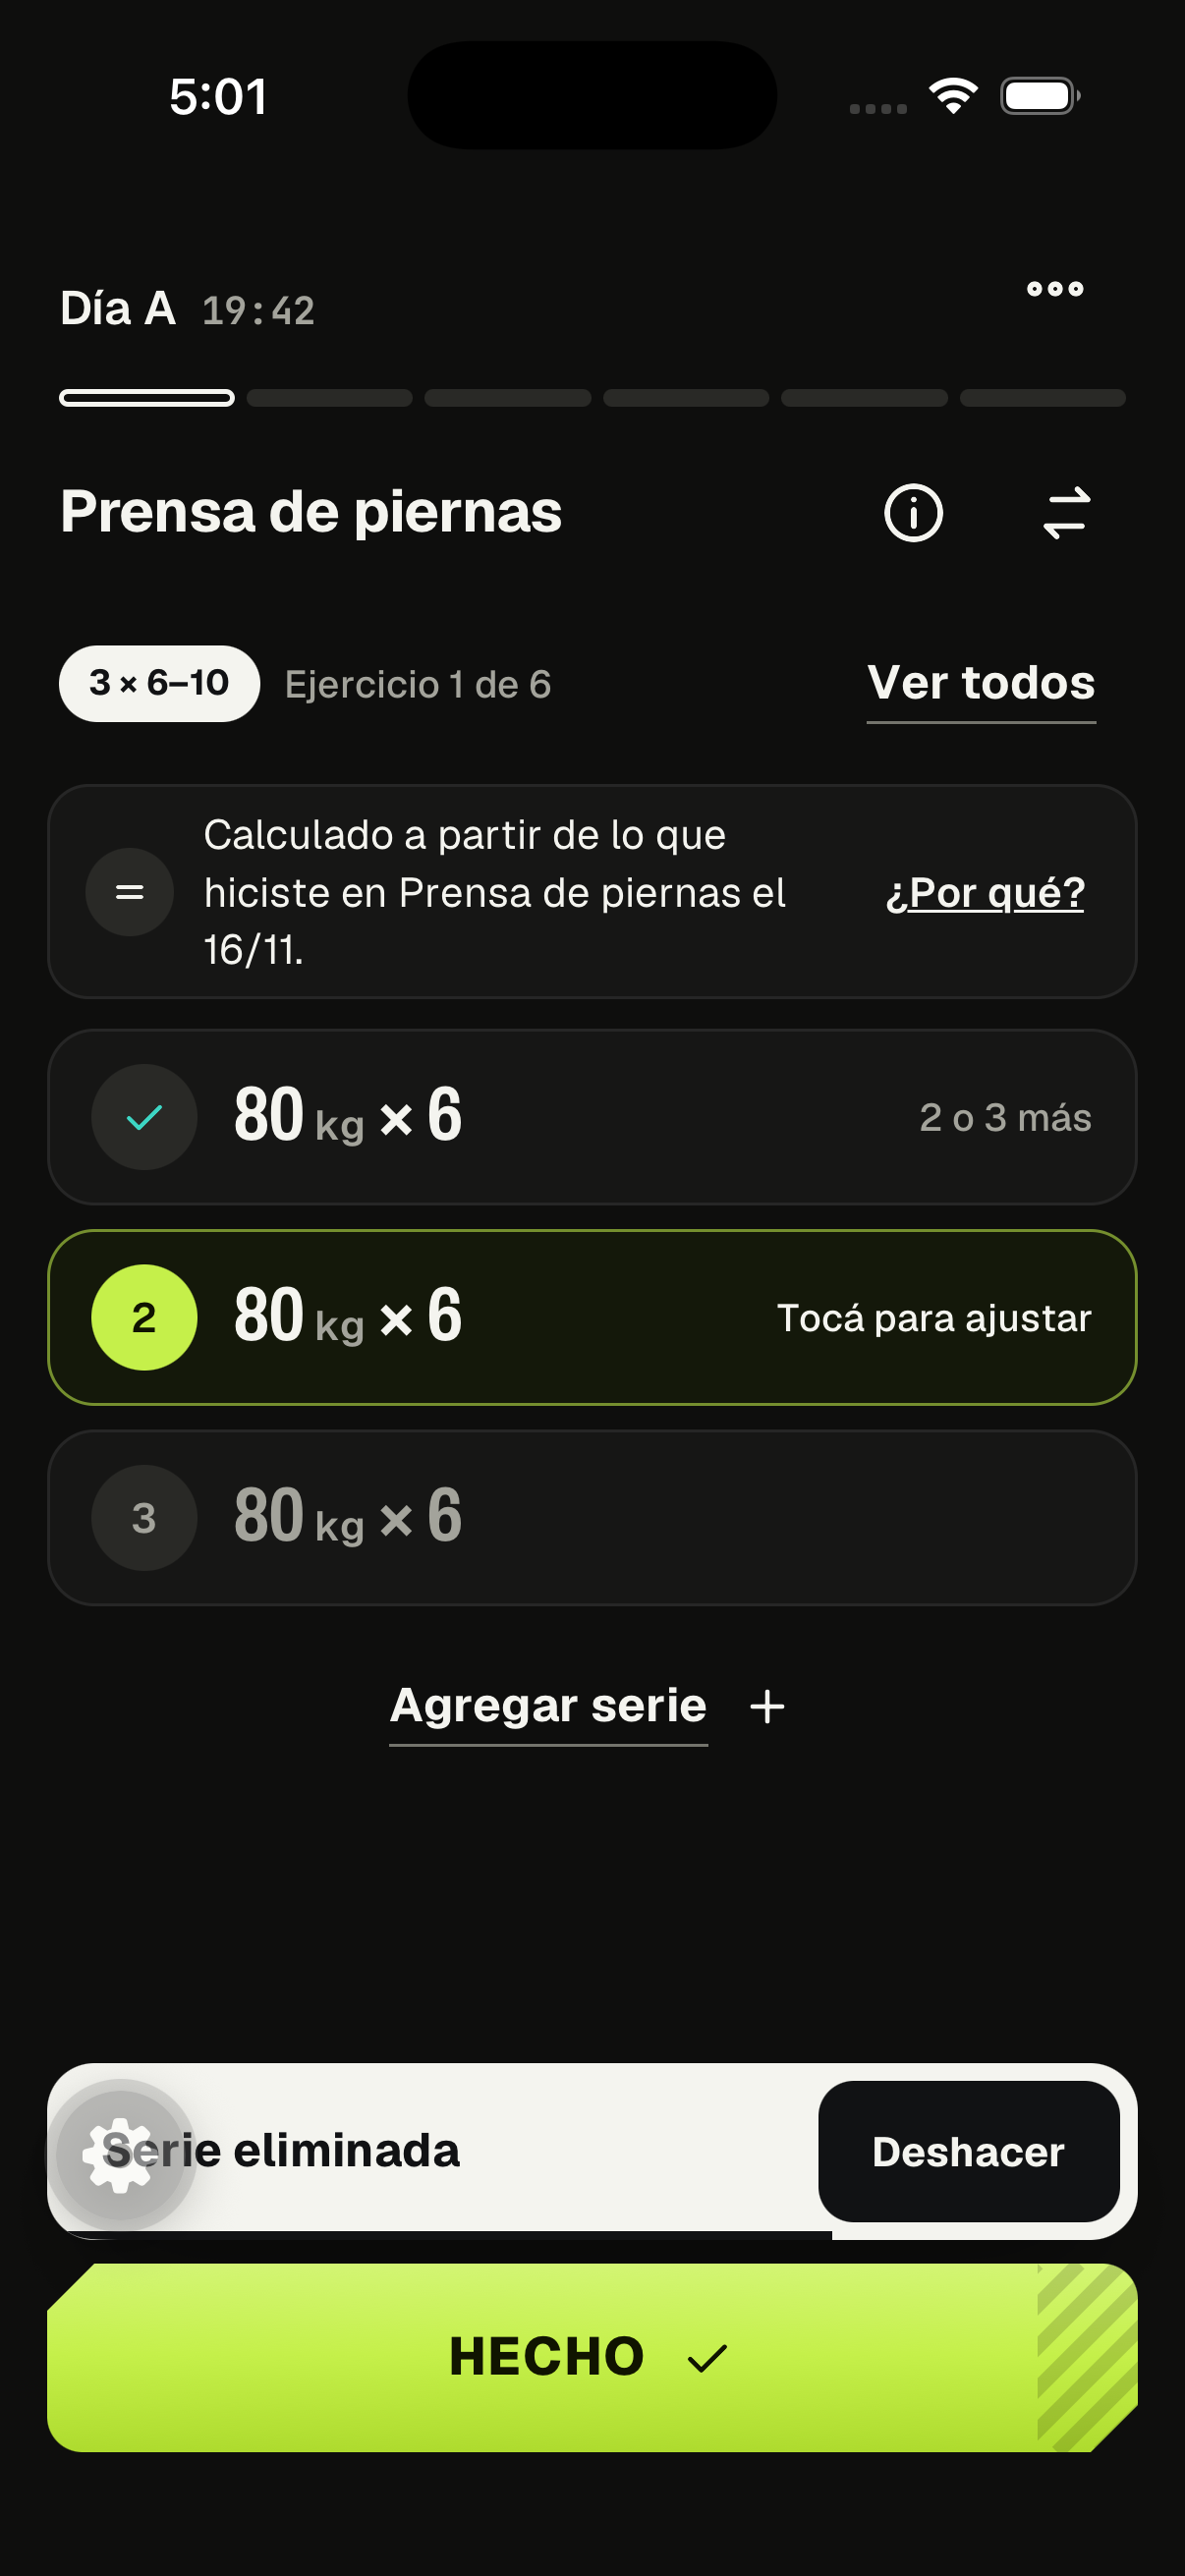 5:01
Día A 19:42
Prensa de piernas
3 × 6–10 Ejercicio 1 de 6 Ver todos
Calculado a partir de lo que
hiciste en Prensa de piernas el
16/11.
¿Por qué?
80 kg × 6 2 o 3 más
2 80 kg × 6 Tocá para ajustar
3 80 kg × 6
Agregar serie +
Serie eliminada Deshacer
HECHO